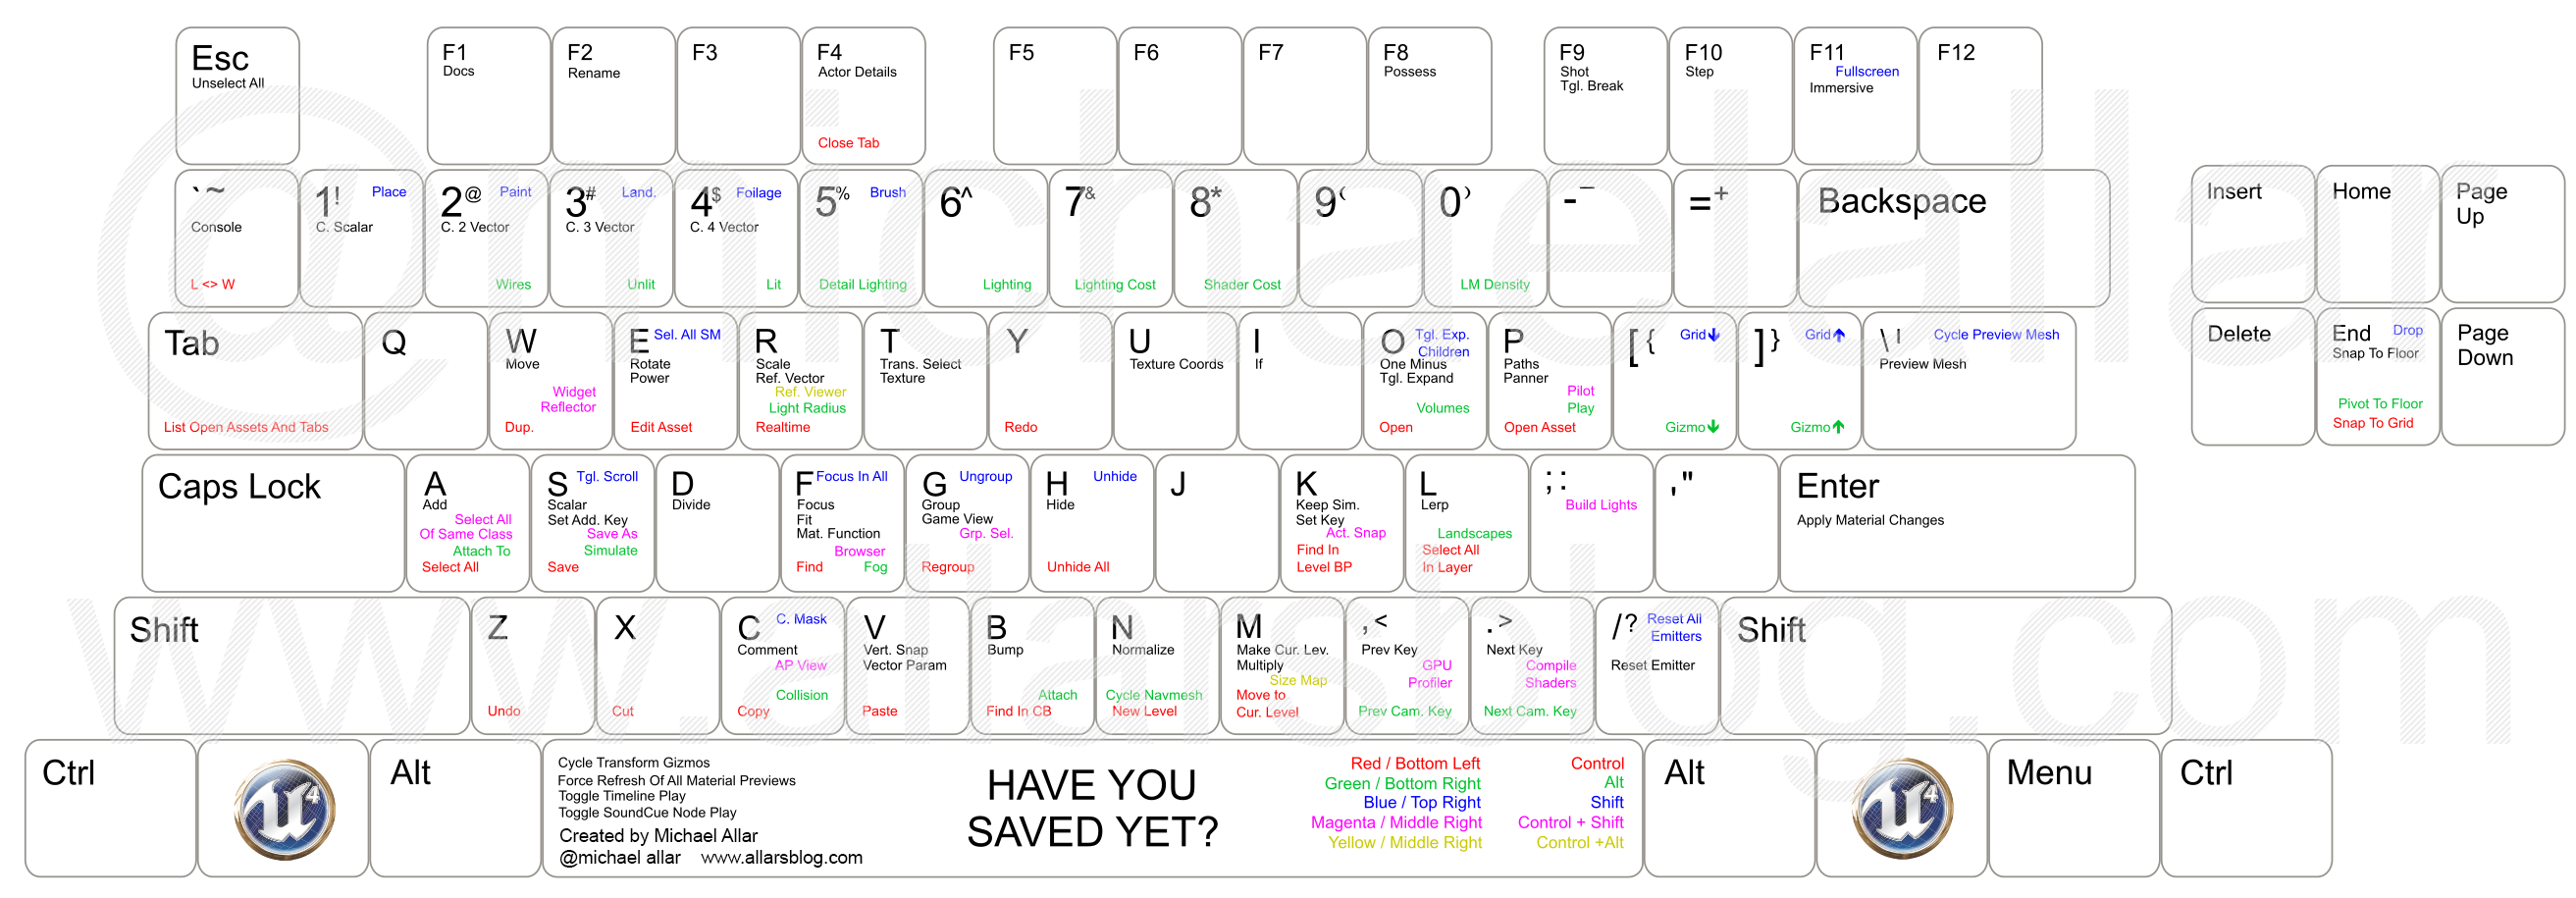 Esc
Unselect All
F1
Docs
F2
Rename
F3
F4
Actor Details
Close Tab
F5
F6
F7
F8
Possess
F9
Shot
Tgl. Break
F10
Step
F11
Fullscreen
Immersive
F12
` ~
Console
L <> W
1 ! Place
C. Scalar
2 @ Paint
C. 2 Vector
Wires
3 # Land.
C. 3 Vector
Unlit
4 $ Foilage
C. 4 Vector
Lit
5 % Brush
Detail Lighting
6 ^
Lighting
7 &
Lighting Cost
8 *
Shader Cost
9 (
0 )
LM Density
- _
= +
Backspace
Insert
Home
Page
Up
Tab
List Open Assets And Tabs
Q
W
Move
Widget
Reflector
Dup.
E Sel. All SM
Rotate
Power
Edit Asset
R
Scale
Ref. Vector
Ref. Viewer
Light Radius
Realtime
T
Trans. Select
Texture
Y
Redo
U
Texture Coords
I
If
O Tgl. Exp.
Children
One Minus
Tgl. Expand
Volumes
Open
P
Paths
Panner
Pilot
Play
Open Asset
[ { Grid🡇
Gizmo🡇
] } Grid🡅
Gizmo🡅
\ | Cycle Preview Mesh
Preview Mesh
Delete
End Drop
Snap To Floor
Pivot To Floor
Snap To Grid
Page
Down
Caps Lock
A
Add
Select All
Of Same Class
Attach To
Select All
S Tgl. Scroll
Scalar
Set Add. Key
Save As
Simulate
Save
D
Divide
F Focus In All
Focus
Fit
Mat. Function
Browser
Find Fog
G Ungroup
Group
Game View
Grp. Sel.
Regroup
H Unhide
Hide
Unhide All
J
K
Keep Sim.
Set Key
Act. Snap
Find In
Level BP
L
Lerp
Landscapes
Select All
In Layer
; :
Build Lights
, "
Enter
Apply Material Changes
Shift
Z
Undo
X
Cut
C C. Mask
Comment
AP View
Collision
Copy
V
Vert. Snap
Vector Param
Paste
B
Bump
Attach
Find In CB
N
Normalize
Cycle Navmesh
New Level
M
Make Cur. Lev.
Multiply
Size Map
Move to
Cur. Level
, <
Prev Key
GPU
Profiler
Prev Cam. Key
. >
Next Key
Compile
Shaders
Next Cam. Key
/ ? Reset All
Emitters
Reset Emitter
Shift
Ctrl
U4
Alt
Cycle Transform Gizmos
Force Refresh Of All Material Previews
Toggle Timeline Play
Toggle SoundCue Node Play
Created by Michael Allar
@michael allar www.allarsblog.com
HAVE YOU
SAVED YET?
Red / Bottom Left Control
Green / Bottom Right Alt
Blue / Top Right Shift
Magenta / Middle Right Control + Shift
Yellow / Middle Right Control +Alt
Alt
U4
Menu
Ctrl
@michaelallar
www.allarsblog.com